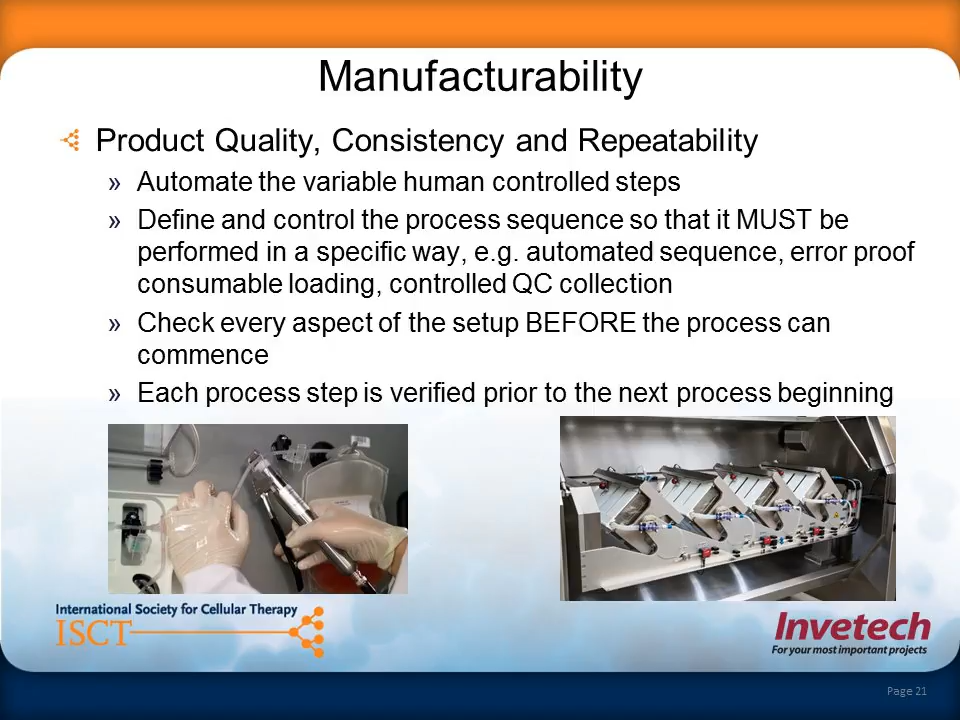 Manufacturability
Product Quality, Consistency and Repeatability
» Automate the variable human controlled steps
» Define and control the process sequence so that it MUST be
performed in a specific way, e.g. automated sequence, error proof
consumable loading, controlled QC collection
» Check every aspect of the setup BEFORE the process can
commence
» Each process step is verified prior to the next process beginning
International Society for Cellular Therapy
ISCT
Invetech
For your most important projects
Page 21